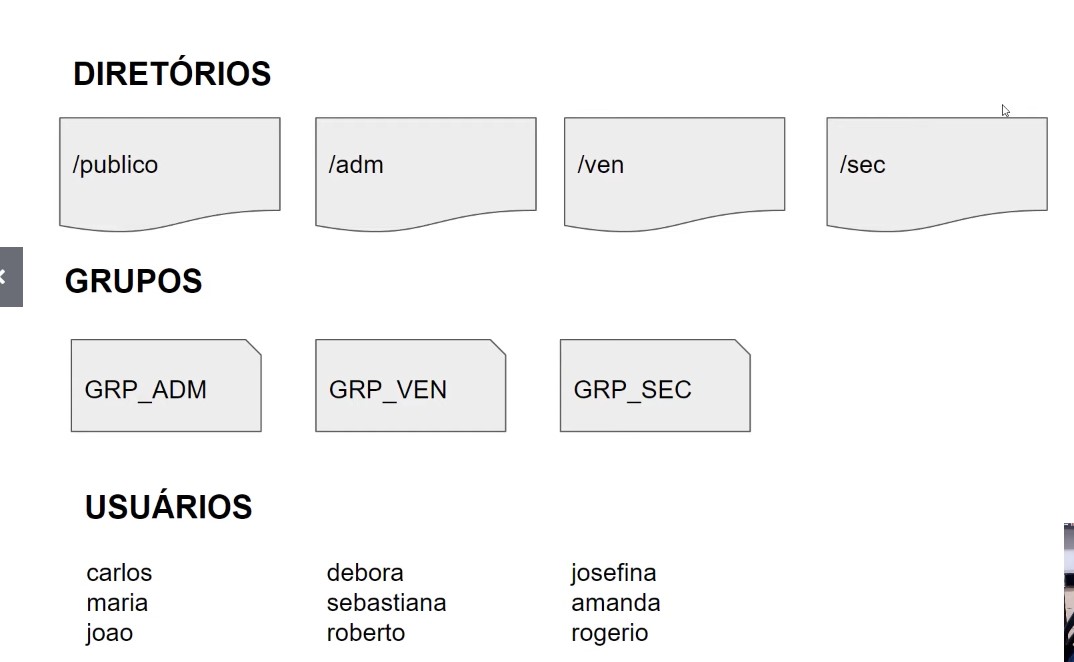 DIRETÓRIOS
/publico
/adm
/ven
/sec
GRUPOS
GRP_ADM
GRP_VEN
GRP_SEC
USUÁRIOS
carlos
maria
joao
debora
sebastiana
roberto
josefina
amanda
rogerio